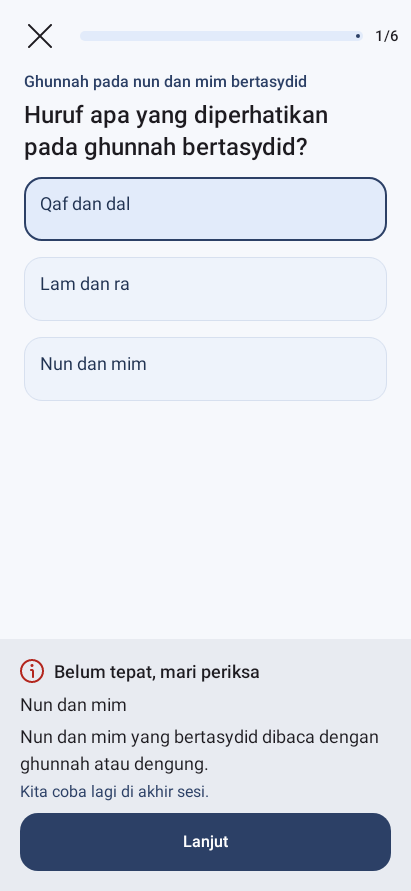 1/6
Ghunnah pada nun dan mim bertasydid
Huruf apa yang diperhatikan
pada ghunnah bertasydid?
Qaf dan dal
Lam dan ra
Nun dan mim
Belum tepat, mari periksa
Nun dan mim
Nun dan mim yang bertasydid dibaca dengan
ghunnah atau dengung.
Kita coba lagi di akhir sesi.
Lanjut